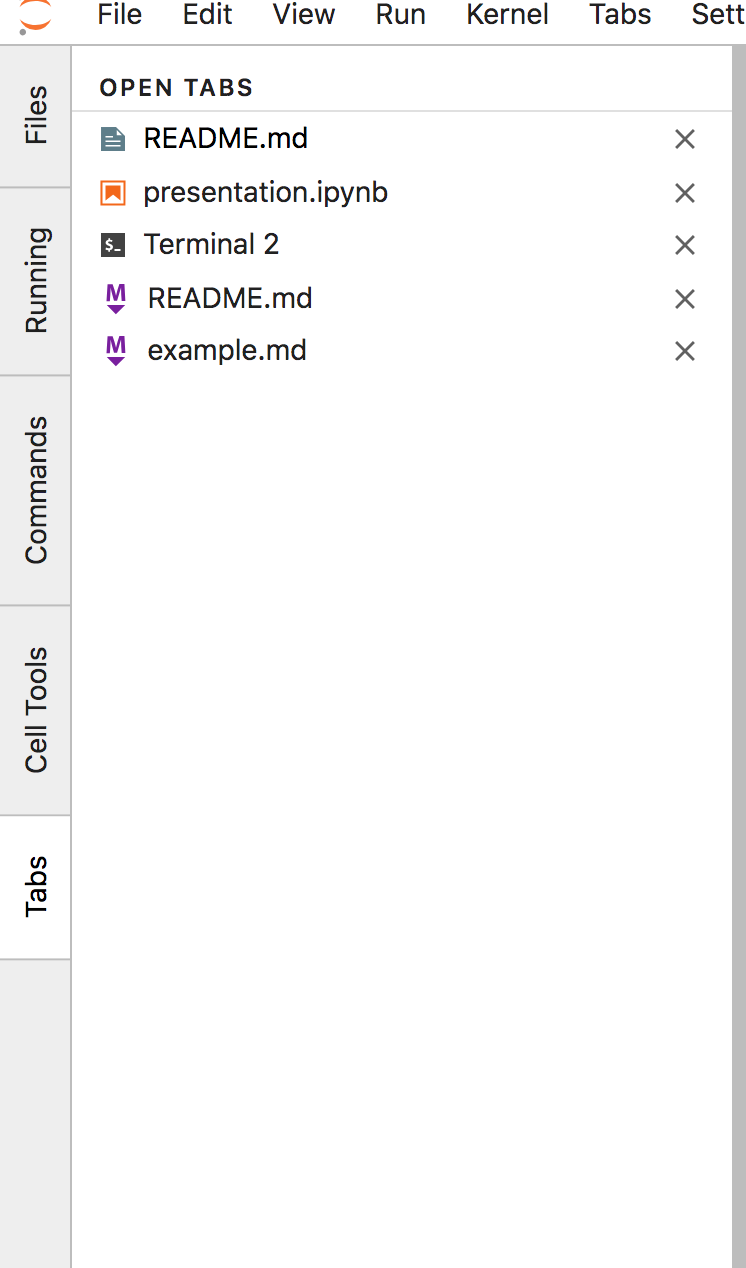 File Edit View Run Kernel Tabs Sett
Files
Running
Commands
Cell Tools
Tabs
OPEN TABS
README.md
presentation.ipynb
$_ Terminal 2
M README.md
M example.md